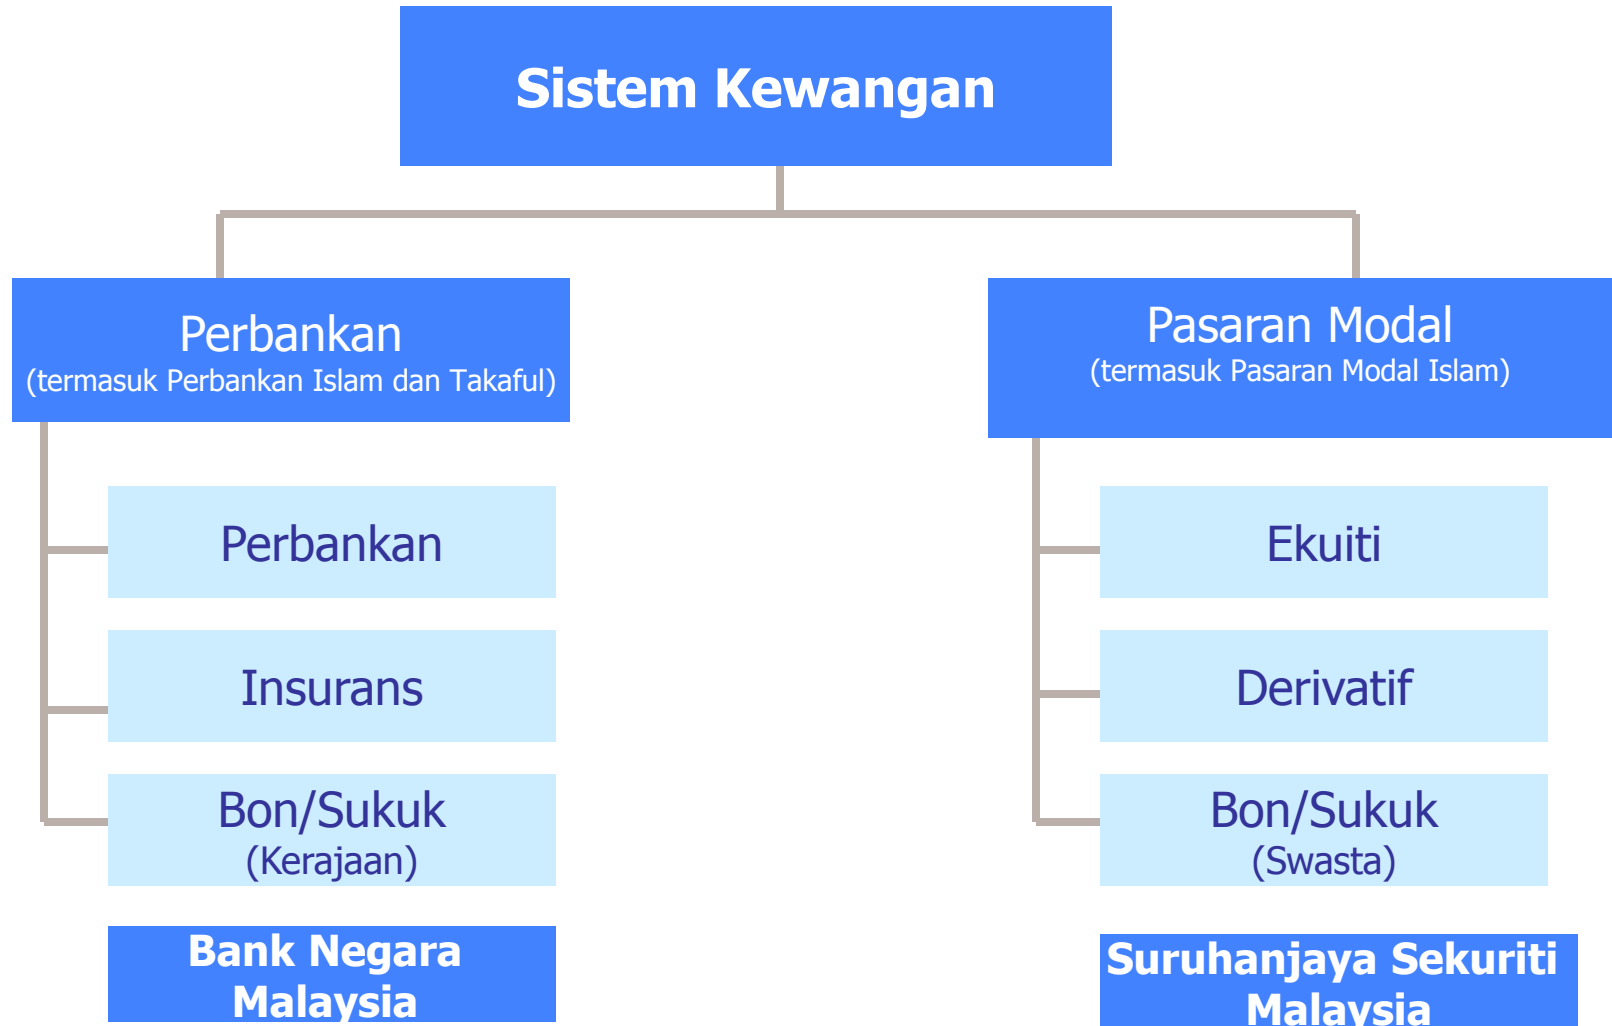 Sistem Kewangan
Perbankan
(termasuk Perbankan Islam dan Takaful)
Perbankan
Insurans
Bon/Sukuk
(Kerajaan)
Bank Negara
Malaysia
Pasaran Modal
(termasuk Pasaran Modal Islam)
Ekuiti
Derivatif
Bon/Sukuk
(Swasta)
Suruhanjaya Sekuriti
Malaysia